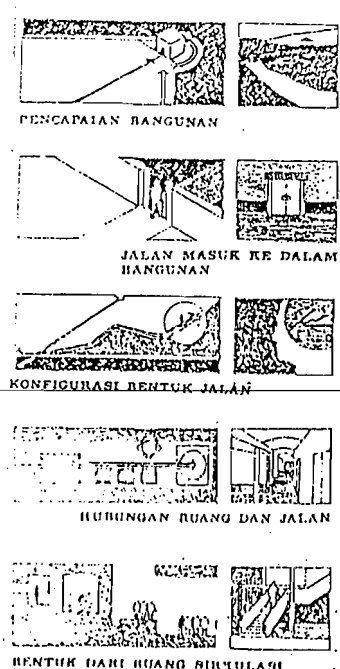 PENCAPAIAN BANGUNAN
JALAN MASUK KE DALAM
BANGUNAN
KONFIGURASI BENTUK JALAN
HUBUNGAN RUANG DAN JALAN
BENTUK DARI RUANG SIRKULASI